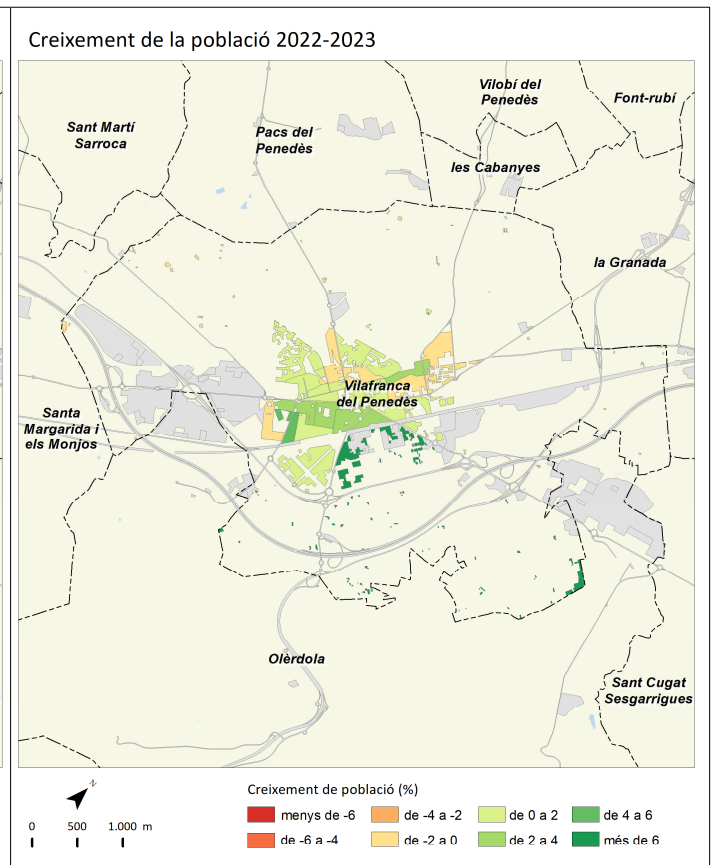 Creixement de la població 2022-2023
Vilobí del
Penedès
Font-rubí
Sant Martí
Sarroca
Pacs del
Penedès
les Cabanyes
la Granada
Vilafranca
del Penedès
Santa
Margarida i
els Monjos
Olèrdola
Sant Cugat
Sesgarrigues
N
Creixement de població (%)
0 500 1.000 m
menys de -6
de -4 a -2
de 0 a 2
de 4 a 6
de -6 a -4
de -2 a 0
de 2 a 4
més de 6